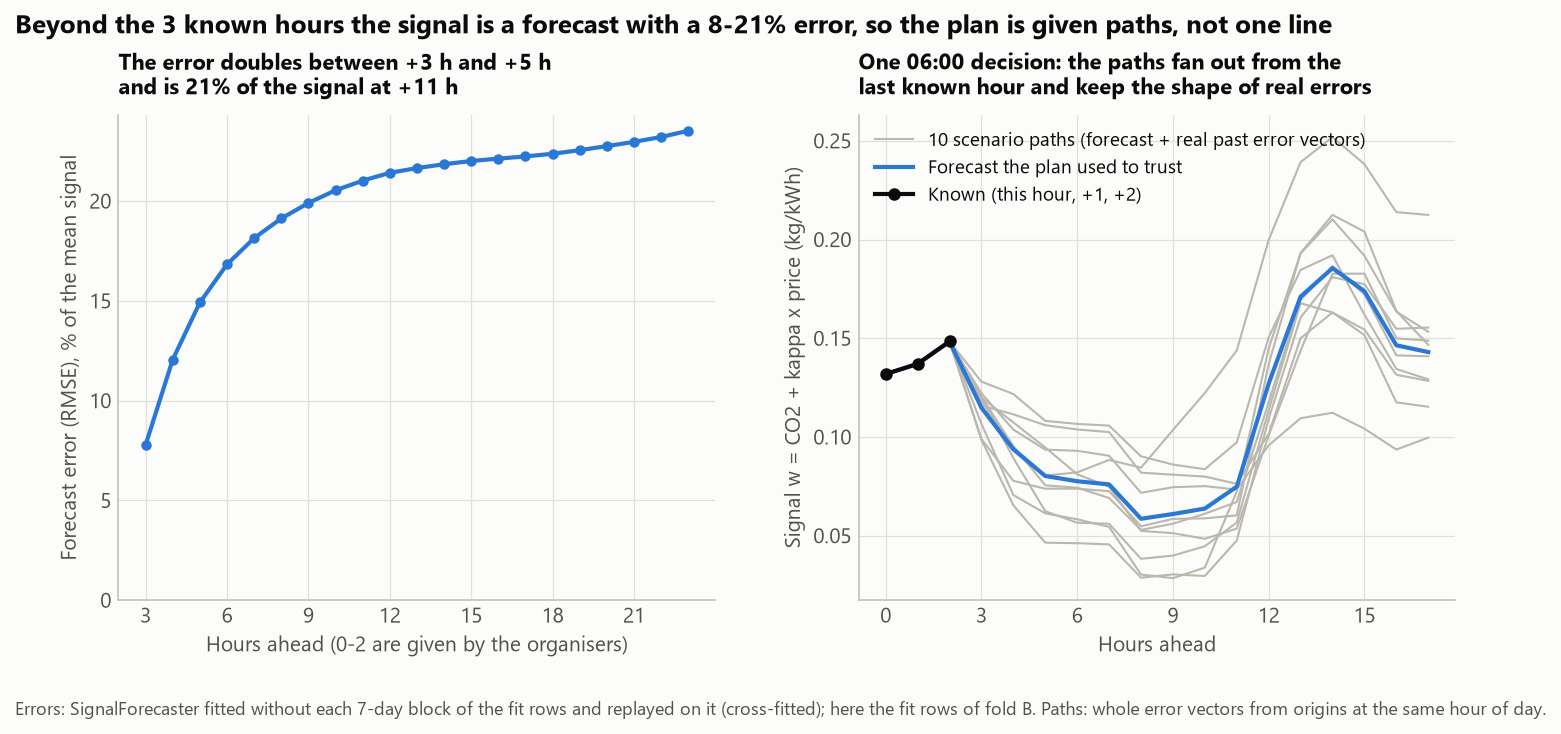 Beyond the 3 known hours the signal is a forecast with a 8-21% error, so the plan is given paths, not one line
The error doubles between +3 h and +5 h
and is 21% of the signal at +11 h
Forecast error (RMSE), % of the mean signal
20
15
10
5
0
3
6
9
12
15
18
21
Hours ahead (0-2 are given by the organisers)
One 06:00 decision: the paths fan out from the
last known hour and keep the shape of real errors
10 scenario paths (forecast + real past error vectors)
Forecast the plan used to trust
Known (this hour, +1, +2)
Signal w = CO2 + kappa x price (kg/kWh)
0.25
0.20
0.15
0.10
0.05
0
3
6
9
12
15
Hours ahead
Errors: SignalForecaster fitted without each 7-day block of the fit rows and replayed on it (cross-fitted); here the fit rows of fold B. Paths: whole error vectors from origins at the same hour of day.